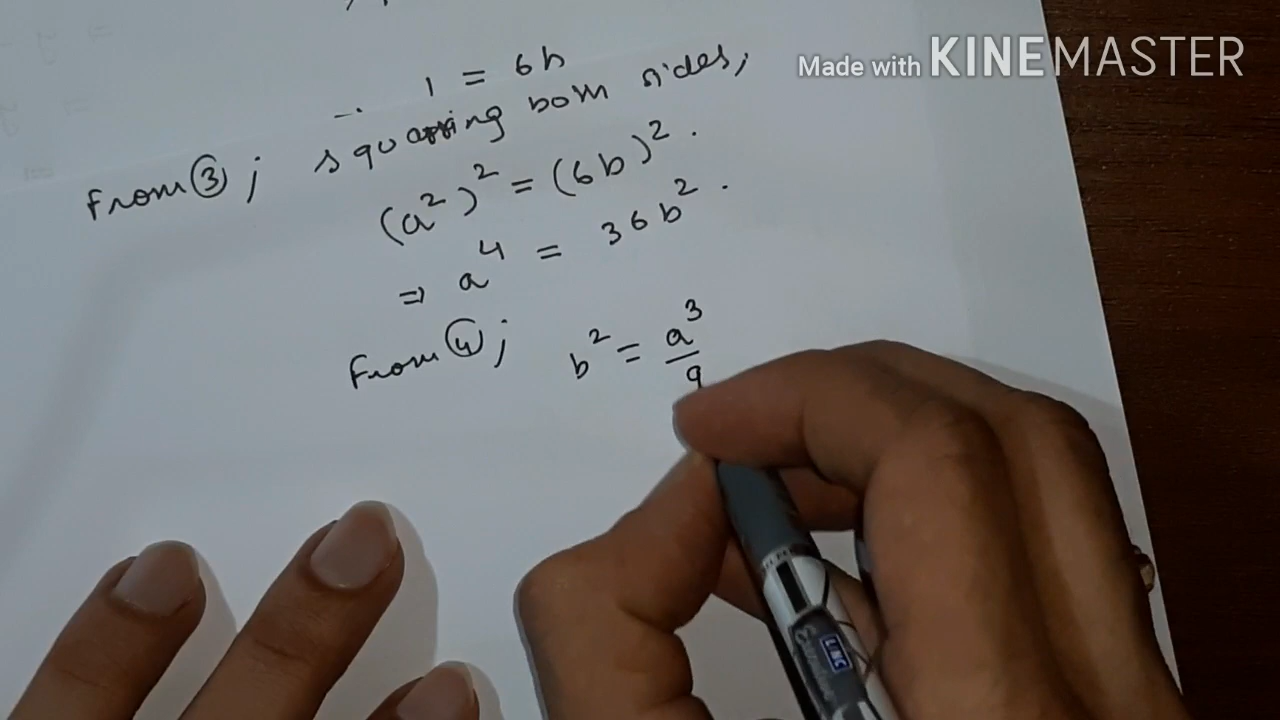 Made with KINEMASTER
∴ 1 = 6b
From ③; squaring both sides,
(a²)² = (6b)².
⇒ a⁴ = 36b².
From ④; b² = a³/9